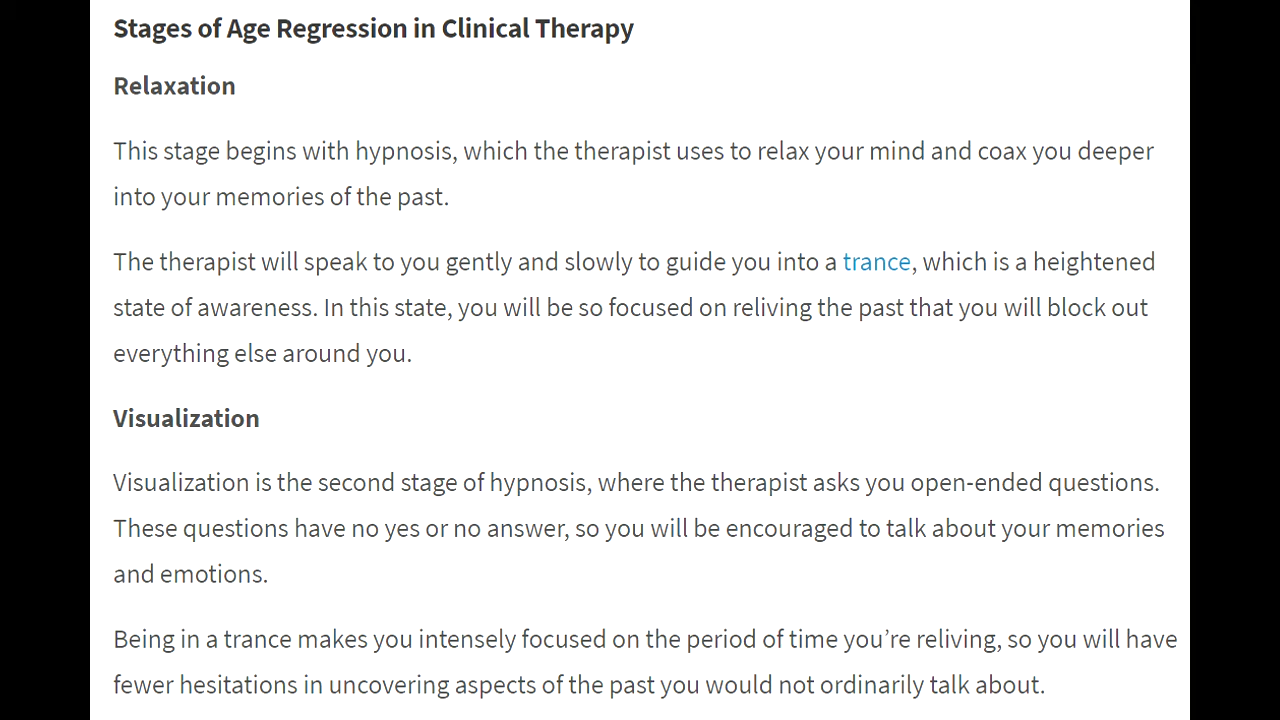 Stages of Age Regression in Clinical Therapy
Relaxation
This stage begins with hypnosis, which the therapist uses to relax your mind and coax you deeper
into your memories of the past.
The therapist will speak to you gently and slowly to guide you into a trance, which is a heightened
state of awareness. In this state, you will be so focused on reliving the past that you will block out
everything else around you.
Visualization
Visualization is the second stage of hypnosis, where the therapist asks you open-ended questions.
These questions have no yes or no answer, so you will be encouraged to talk about your memories
and emotions.
Being in a trance makes you intensely focused on the period of time you’re reliving, so you will have
fewer hesitations in uncovering aspects of the past you would not ordinarily talk about.